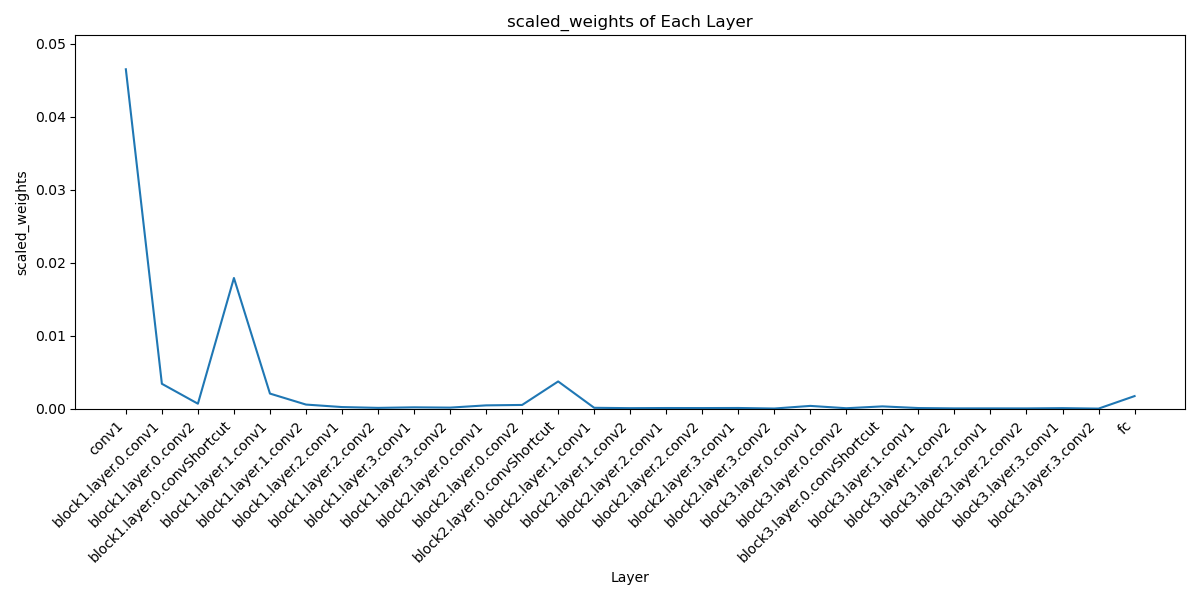 scaled_weights of Each Layer
scaled_weights
0.05
0.04
0.03
0.02
0.01
0.00
conv1
block1.layer.0.conv1
block1.layer.0.conv2
block1.layer.0.convShortcut
block1.layer.1.conv1
block1.layer.1.conv2
block1.layer.2.conv1
block1.layer.2.conv2
block1.layer.3.conv1
block1.layer.3.conv2
block2.layer.0.conv1
block2.layer.0.conv2
block2.layer.0.convShortcut
block2.layer.1.conv1
block2.layer.1.conv2
block2.layer.2.conv1
block2.layer.2.conv2
block2.layer.3.conv1
block2.layer.3.conv2
block3.layer.0.conv1
block3.layer.0.conv2
block3.layer.0.convShortcut
block3.layer.1.conv1
block3.layer.1.conv2
block3.layer.2.conv1
block3.layer.2.conv2
block3.layer.3.conv1
block3.layer.3.conv2
fc
Layer